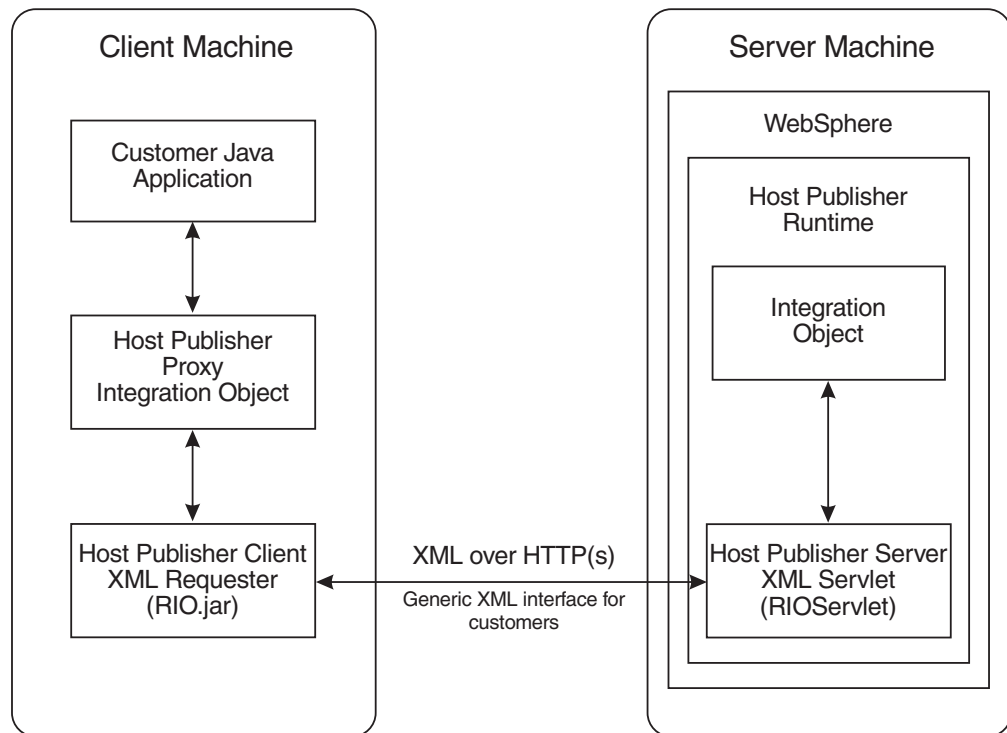 Client Machine
Customer Java
Application
Host Publisher
Proxy
Integration Object
Host Publisher Client
XML Requester
(RIO.jar)
XML over HTTP(s)
Generic XML interface for
customers
Server Machine
WebSphere
Host Publisher
Runtime
Integration
Object
Host Publisher Server
XML Servlet
(RIOServlet)